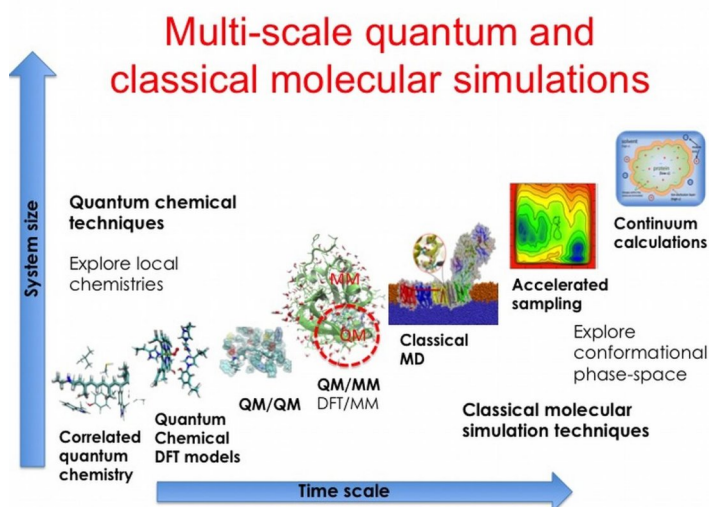 Multi-scale quantum and
classical molecular simulations
System size
Quantum chemical
techniques
Explore local
chemistries
Correlated
quantum
chemistry
Quantum
Chemical
DFT models
QM/QM
MM
QM
QM/MM
DFT/MM
Classical
MD
Accelerated
sampling
solvent
protein
Continuum
calculations
Explore
conformational
phase-space
Classical molecular
simulation techniques
Time scale